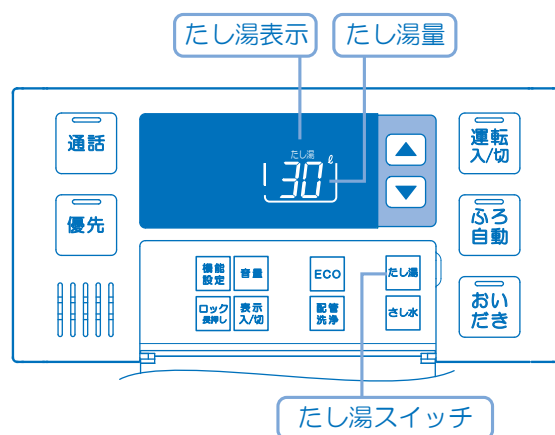 たし湯表示
たし湯量
通話
優先
たし湯
30ℓ
運転
入/切
ふろ
自動
おい
だき
機能
設定
音量
ECO
たし湯
ロック
長押し
表示
入/切
配管
洗浄
さし水
たし湯スイッチ